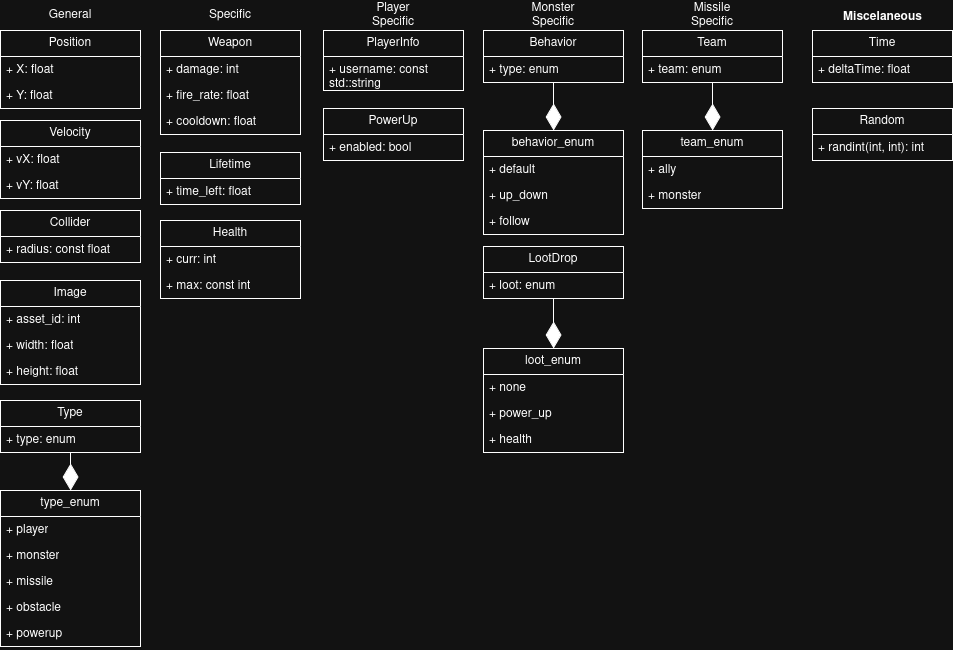 General
Position
+ X: float
+ Y: float
Velocity
+ vX: float
+ vY: float
Collider
+ radius: const float
Image
+ asset_id: int
+ width: float
+ height: float
Type
+ type: enum
type_enum
+ player
+ monster
+ missile
+ obstacle
+ powerup
Specific
Weapon
+ damage: int
+ fire_rate: float
+ cooldown: float
Lifetime
+ time_left: float
Health
+ curr: int
+ max: const int
Player
Specific
PlayerInfo
+ username: const
std::string
PowerUp
+ enabled: bool
Monster
Specific
Behavior
+ type: enum
behavior_enum
+ default
+ up_down
+ follow
LootDrop
+ loot: enum
loot_enum
+ none
+ power_up
+ health
Missile
Specific
Team
+ team: enum
team_enum
+ ally
+ monster
Miscelaneous
Time
+ deltaTime: float
Random
+ randint(int, int): int